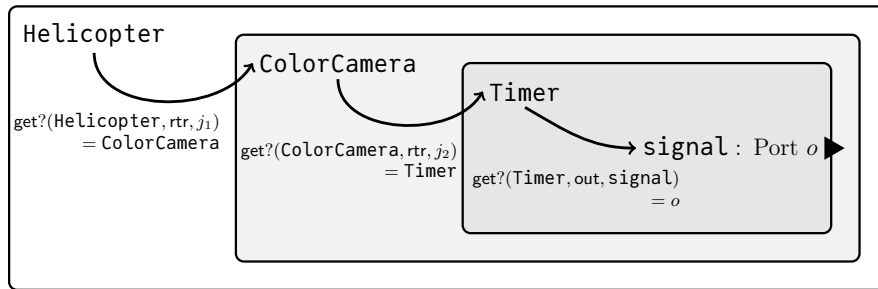 Helicopter
ColorCamera
Timer
get?(Helicopter, rtr, j₁)
= ColorCamera
get?(ColorCamera, rtr, j₂)
= Timer
signal : Port o
get?(Timer, out, signal)
= o